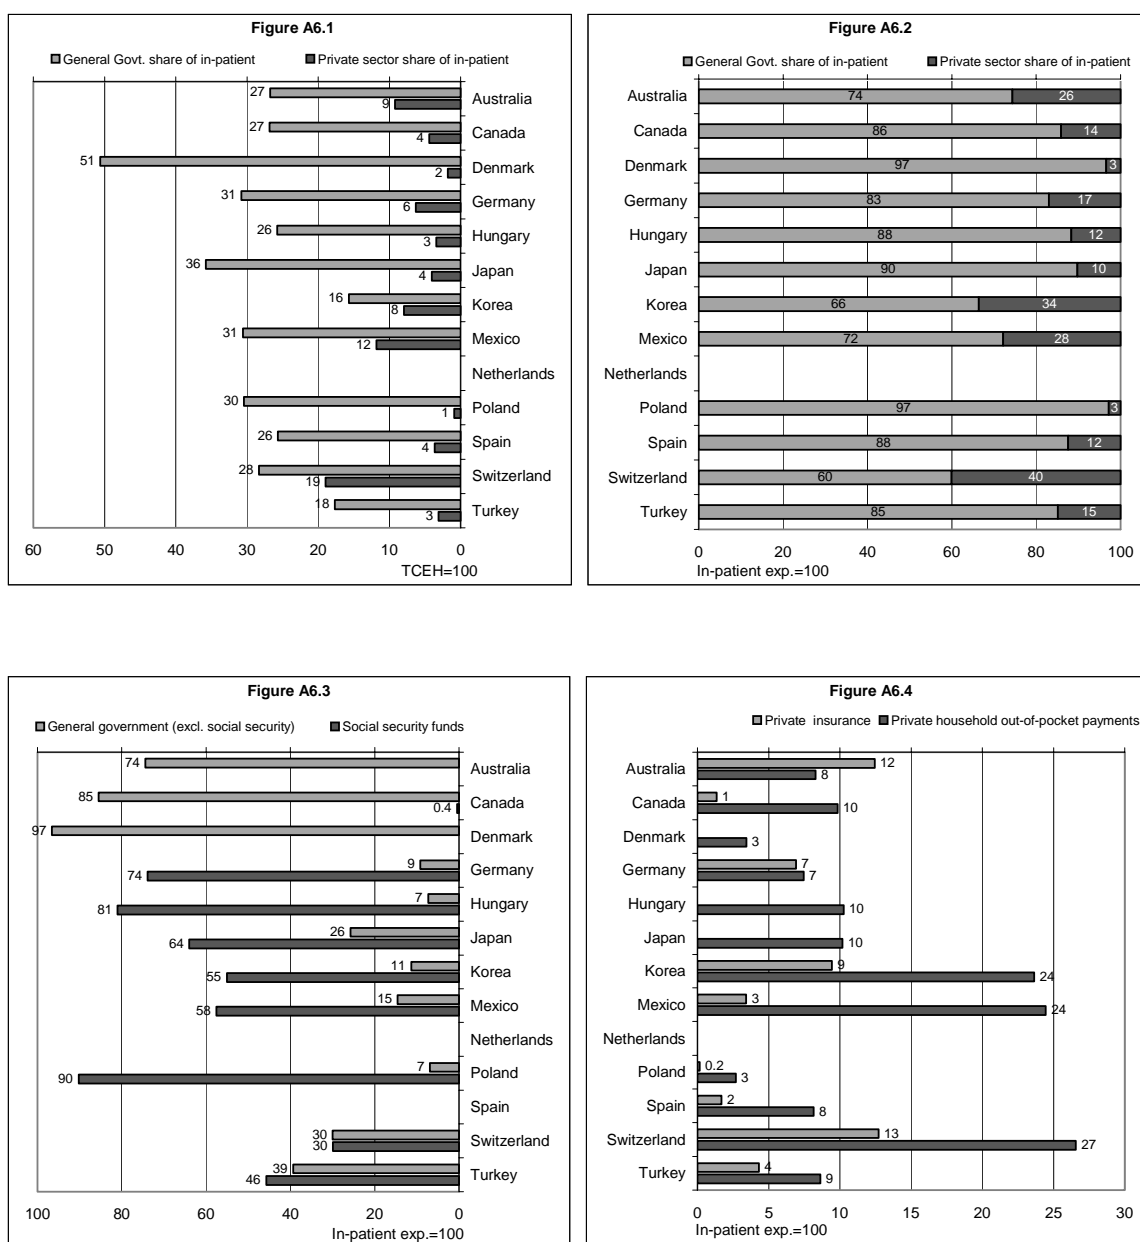 Figure A6.1
General Govt. share of in-patient Private sector share of in-patient
27 Australia
9
27 Canada
4
51 Denmark
2
31 Germany
6
26 Hungary
3
36 Japan
4
16 Korea
8
31 Mexico
12
Netherlands
30 Poland
1
26 Spain
4
28 Switzerland
19
18 Turkey
3
60 50 40 30 20 10 0
TCEH=100
Figure A6.2
General Govt. share of in-patient Private sector share of in-patient
Australia 74 26
Canada 86 14
Denmark 97 3
Germany 83 17
Hungary 88 12
Japan 90 10
Korea 66 34
Mexico 72 28
Netherlands
Poland 97 3
Spain 88 12
Switzerland 60 40
Turkey 85 15
0 20 40 60 80 100
In-patient exp.=100
Figure A6.3
General government (excl. social security) Social security funds
74 Australia
85 Canada
0.4
97 Denmark
9 Germany
74
7 Hungary
81
26 Japan
64
11 Korea
55
15 Mexico
58
Netherlands
7 Poland
90
Spain
30 Switzerland
30
39 Turkey
46
100 80 60 40 20 0
In-patient exp.=100
Figure A6.4
Private insurance Private household out-of-pocket payments
Australia 12
8
Canada 1
10
Denmark 3
Germany 7
7
Hungary 10
Japan 10
Korea 9
24
Mexico 3
24
Netherlands
Poland 0.2
3
Spain 2
8
Switzerland 13
27
Turkey 4
9
0 5 10 15 20 25 30
In-patient exp.=100